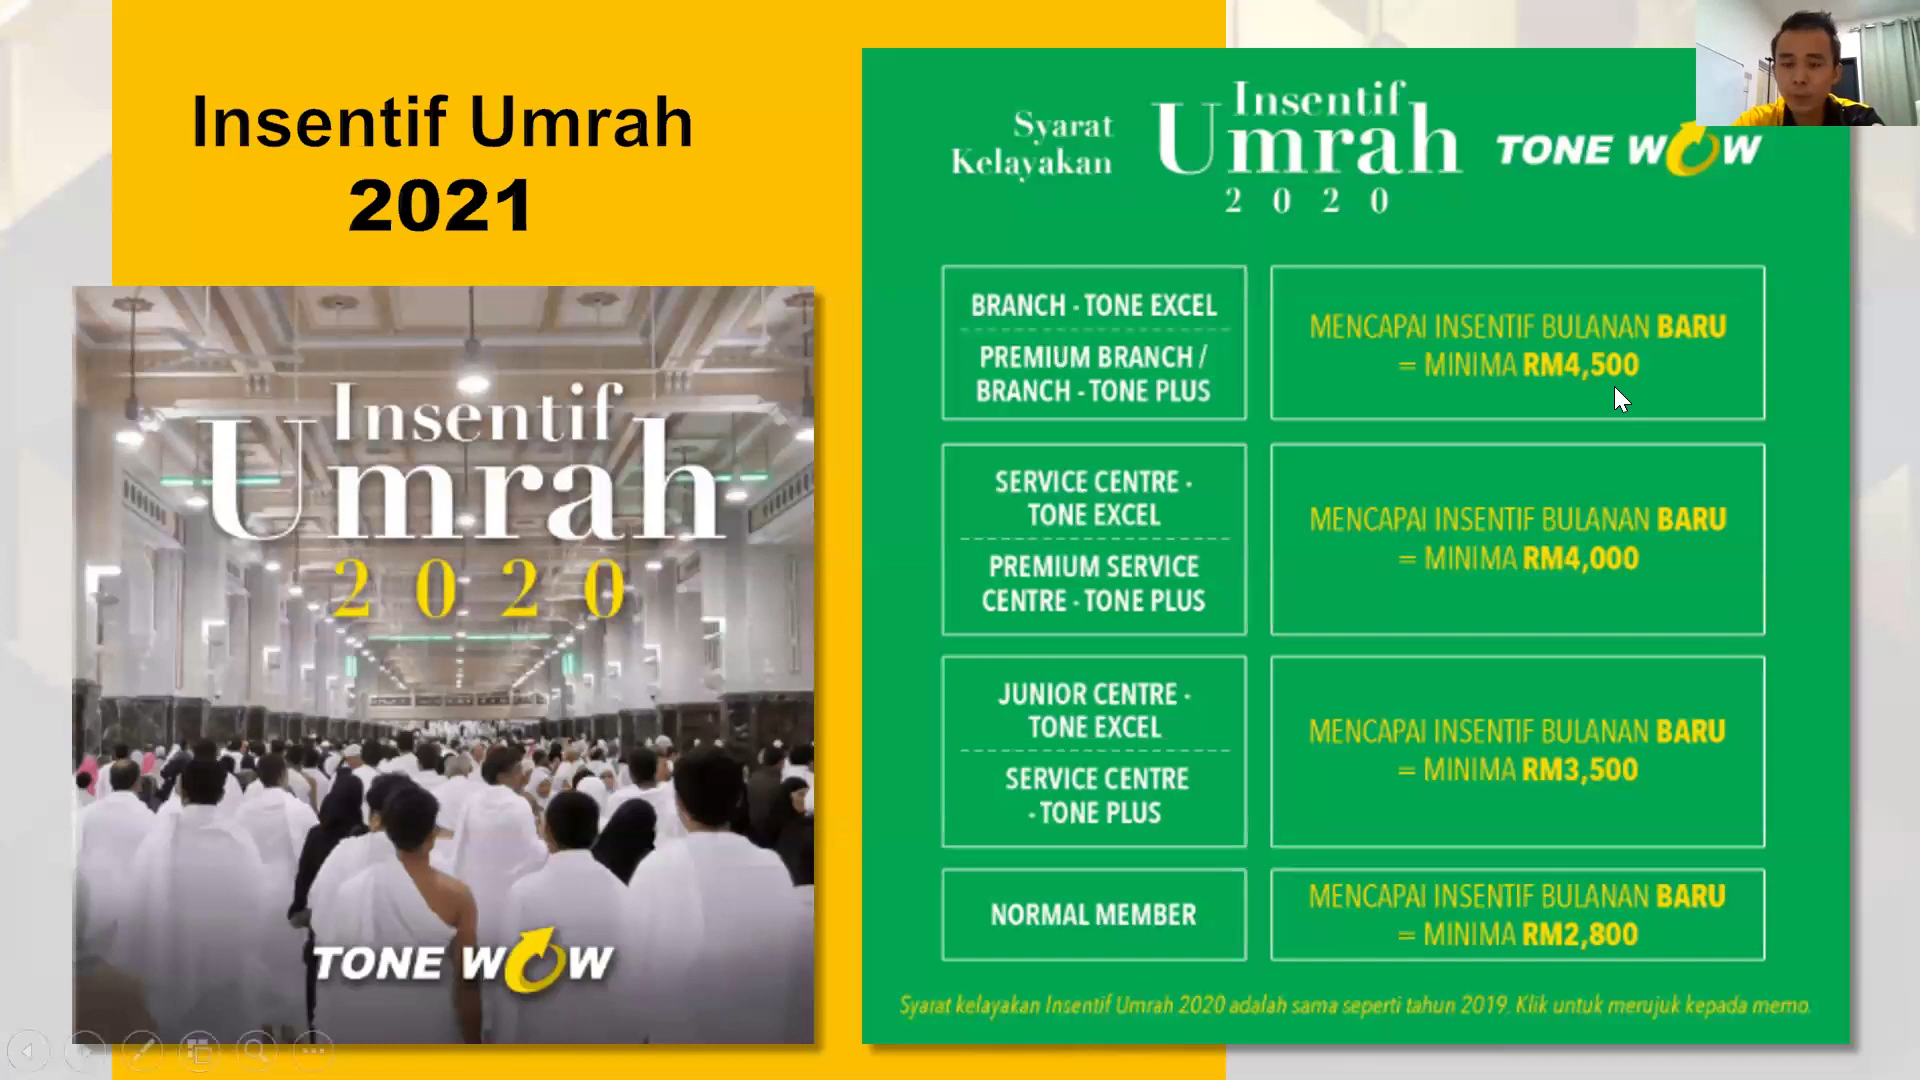 Insentif Umrah
2021
Insentif
Umrah
2020
TONE WOW
Syarat
Kelayakan
Insentif
Umrah
2020
TONE WOW
BRANCH - TONE EXCEL
PREMIUM BRANCH /
BRANCH - TONE PLUS
MENCAPAI INSENTIF BULANAN BARU
= MINIMA RM4,500
SERVICE CENTRE -
TONE EXCEL
PREMIUM SERVICE
CENTRE - TONE PLUS
MENCAPAI INSENTIF BULANAN BARU
= MINIMA RM4,000
JUNIOR CENTRE -
TONE EXCEL
SERVICE CENTRE
- TONE PLUS
MENCAPAI INSENTIF BULANAN BARU
= MINIMA RM3,500
NORMAL MEMBER
MENCAPAI INSENTIF BULANAN BARU
= MINIMA RM2,800
Syarat kelayakan Insentif Umrah 2020 adalah sama seperti tahun 2019. Klik untuk merujuk kepada memo.